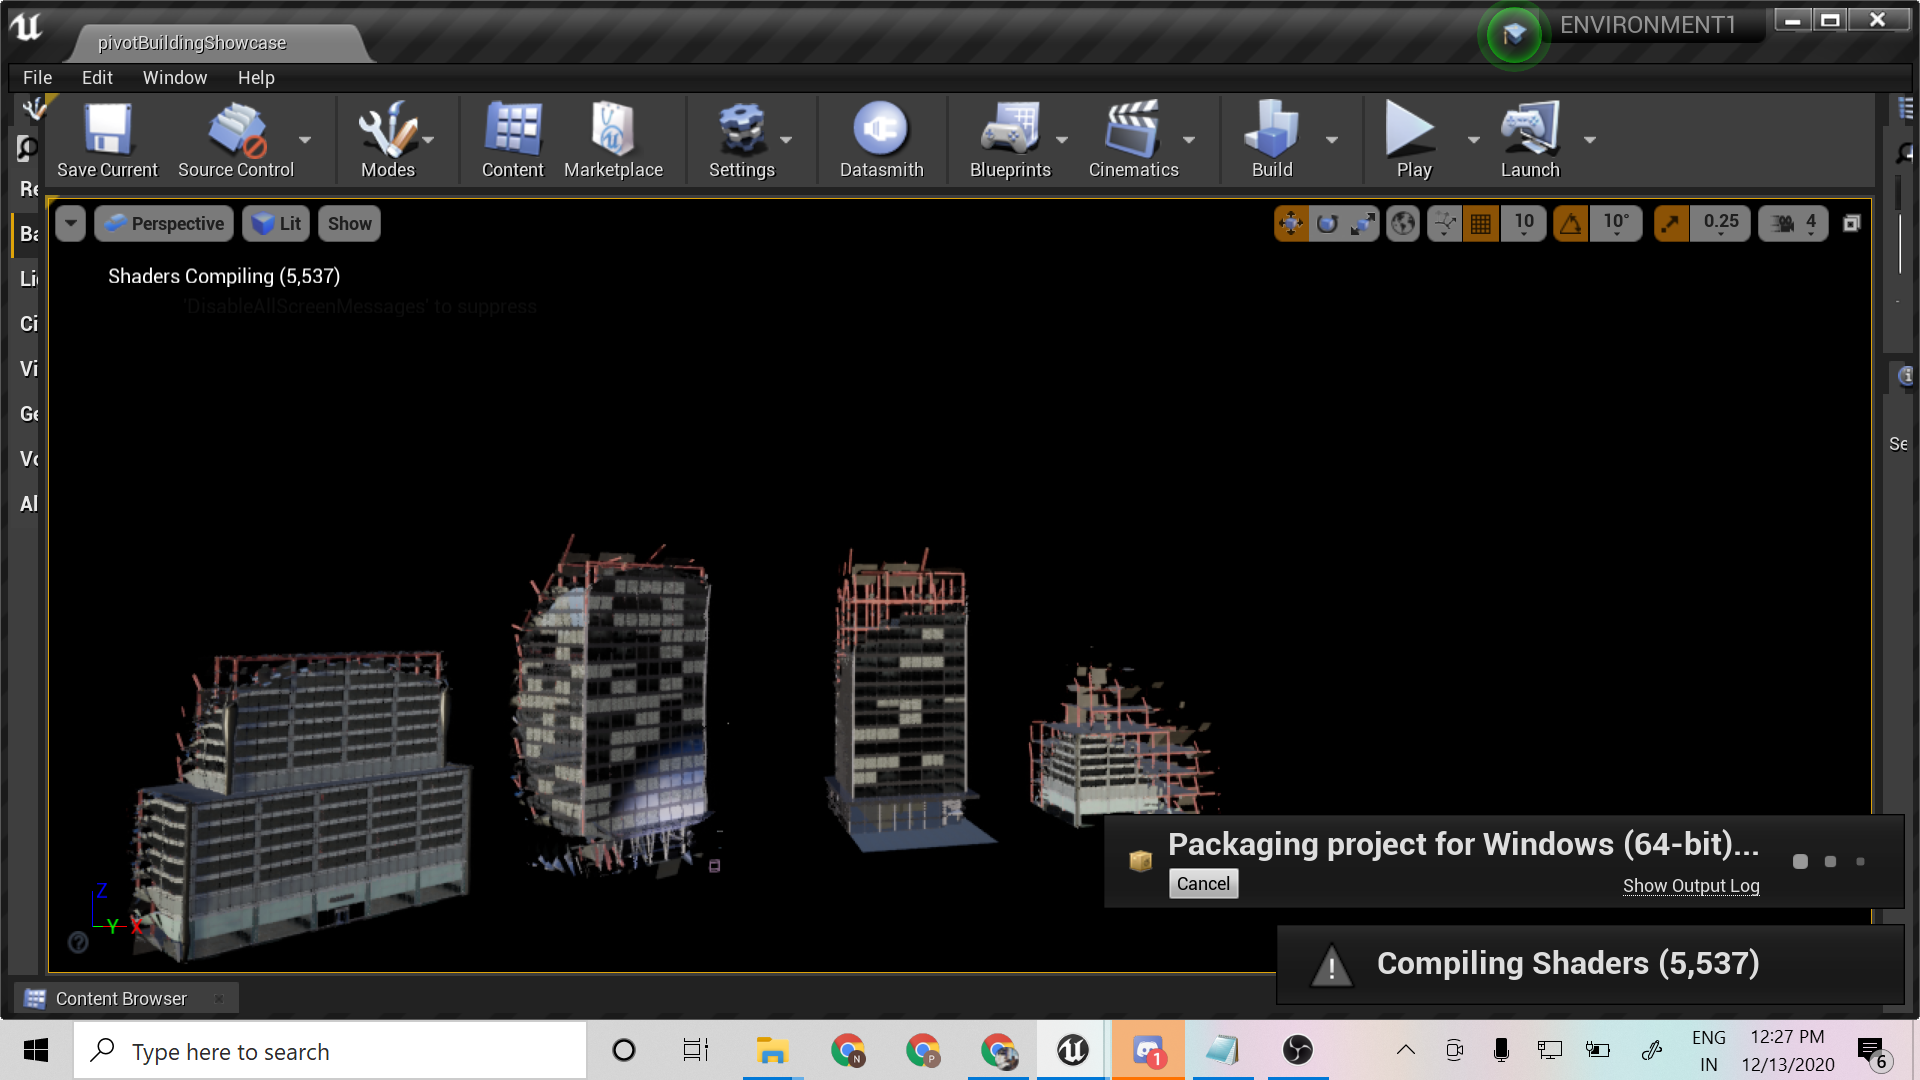 pivotBuildingShowcase
ENVIRONMENT1
File Edit Window Help
Save Current Source Control Modes Content Marketplace Settings Datasmith Blueprints Cinematics Build Play Launch
Re
Ba
Li
Ci
Vi
Ge
Vo
Al
Perspective Lit Show
10 10° 0.25 4
Shaders Compiling (5,537)
'DisableAllScreenMessages' to suppress
Se
Z
Y X
Packaging project for Windows (64-bit)...
Cancel
Show Output Log
Compiling Shaders (5,537)
Content Browser
Type here to search
N
P
1
ENG
IN
12:27 PM
12/13/2020
6